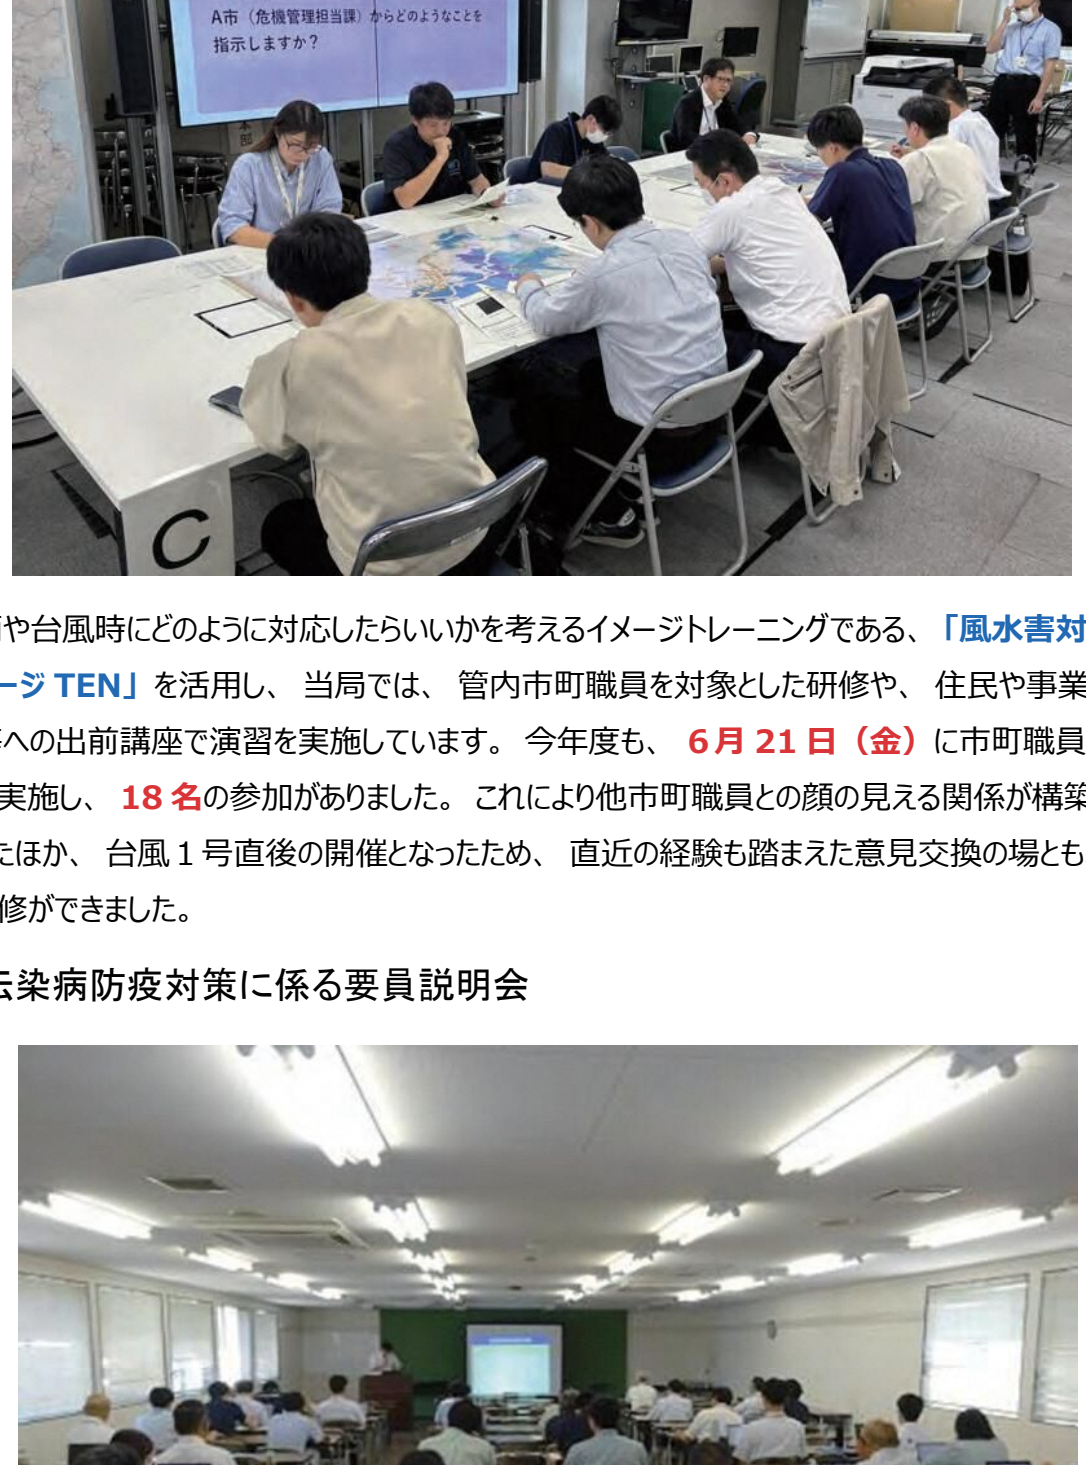 A市（危機管理担当課）からどのようなことを
指示しますか？
本部
C
や台風時にどのように対応したらいいかを考えるイメージトレーニングである、「風水害対
ージ TEN」を活用し、当局では、管内市町職員を対象とした研修や、住民や事業
への出前講座で演習を実施しています。今年度も、６月 21 日（金）に市町職員
実施し、18 名の参加がありました。これにより他市町職員との顔の見える関係が構築
たほか、台風１号直後の開催となったため、直近の経験も踏まえた意見交換の場とも
修ができました。
染病防疫対策に係る要員説明会